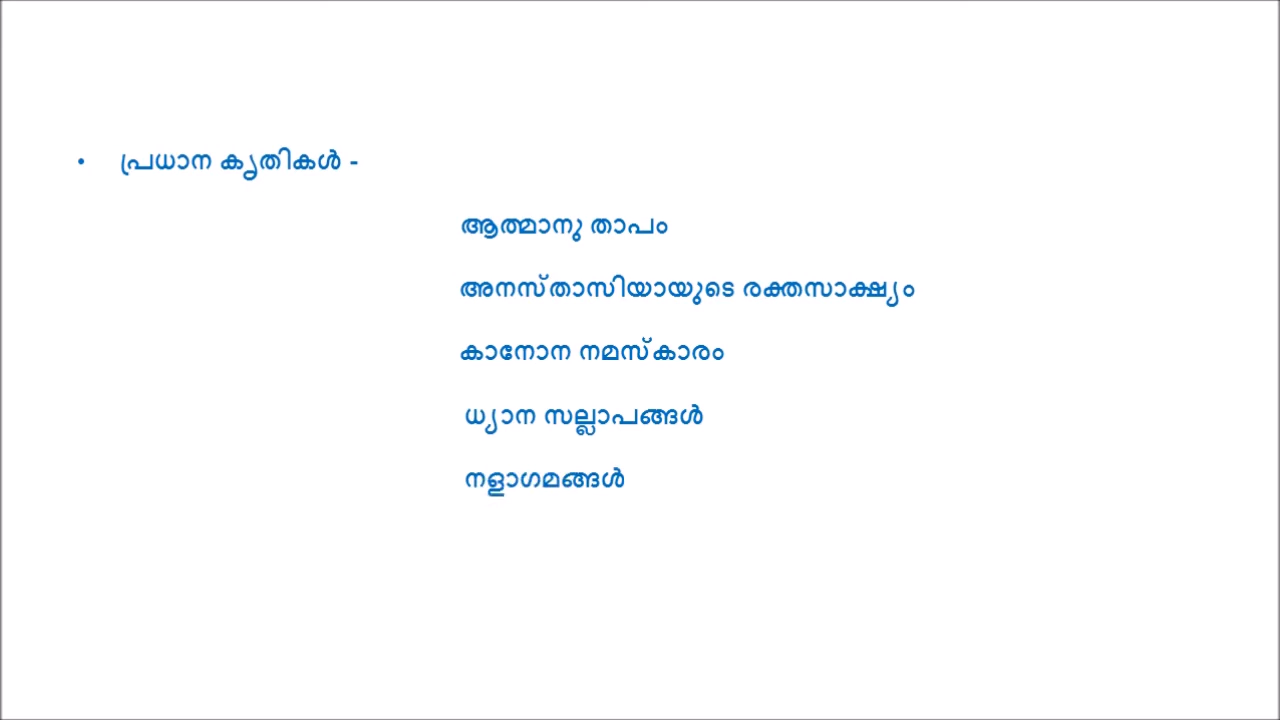 • പ്രധാന കൃതികൾ -
ആത്മാനു താപം
അനസ്താസിയായുടെ രക്തസാക്ഷ്യം
കാനോന നമസ്കാരം
ധ്യാന സല്ലാപങ്ങൾ
നളാഗമങ്ങൾ